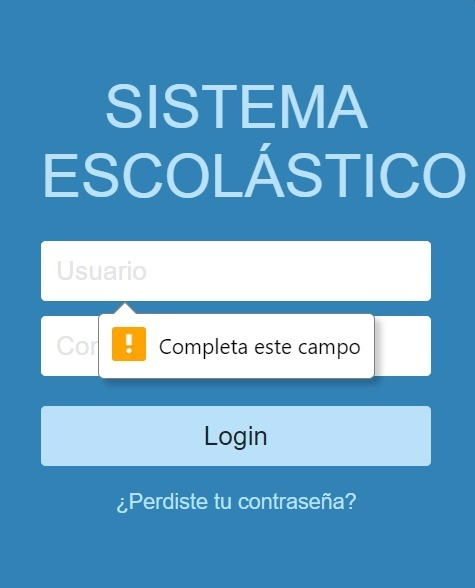 SISTEMA
ESCOLÁSTICO
Usuario
Completa este campo
Login
¿Perdiste tu contraseña?